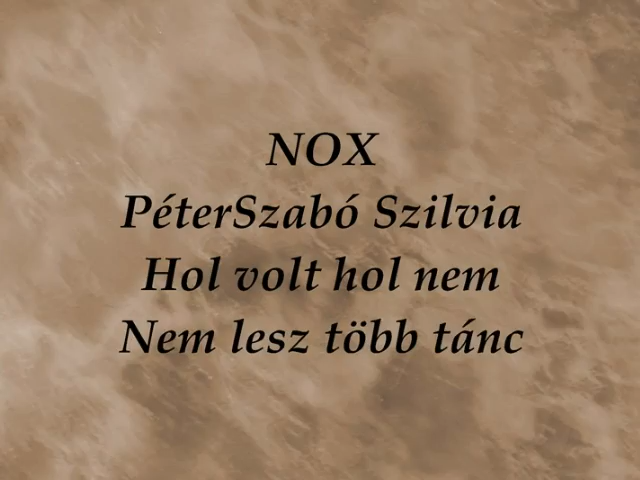 NOX
PéterSzabó Szilvia
Hol volt hol nem
Nem lesz több tánc